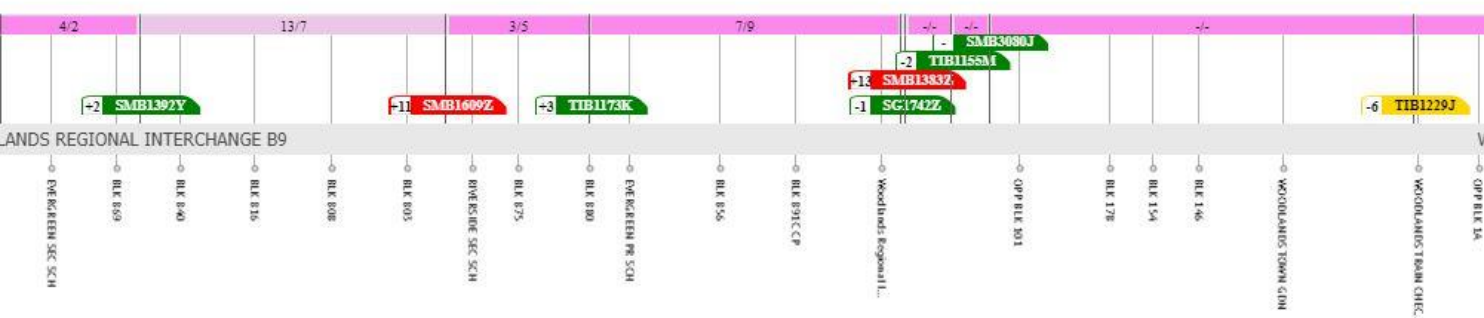 4/2 13/7 3/5 7/9 -/- -/- -/-
- SMB3080J
-2 TIB1155M
+13 SMB1383Z
+2 SMB1392Y +11 SMB1609Z +3 TIB1173K -1 SG1742Z -6 TIB1229J
LANDS REGIONAL INTERCHANGE B9
EVERGREEN SEC SCH
BLK 869
BLK 840
BLK 816
BLK 808
BLK 803
RIVERSIDE SEC SCH
BLK 875
BLK 880
EVERGREEN PR SCH
BLK 856
BLK 891C CP
Woodlands Regional I...
OPP BLK 101
BLK 178
BLK 154
BLK 146
WOODLANDS TOWN GDN
WOODLANDS TRAIN CHEC.
OPP BLK 1A